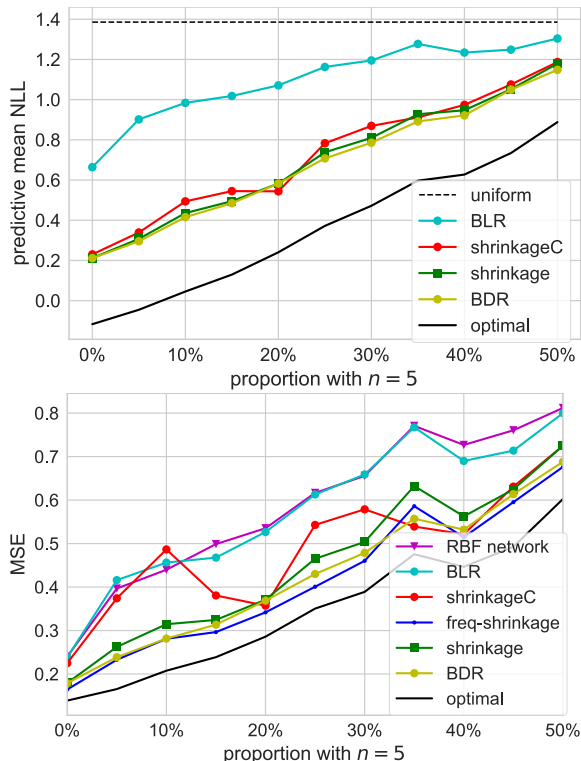 predictive mean NLL
1.4
1.2
1.0
0.8
0.6
0.4
0.2
0.0
uniform
BLR
shrinkageC
shrinkage
BDR
optimal
0% 10% 20% 30% 40% 50%
proportion with n = 5
MSE
0.8
0.7
0.6
0.5
0.4
0.3
0.2
RBF network
BLR
shrinkageC
freq-shrinkage
shrinkage
BDR
optimal
0% 10% 20% 30% 40% 50%
proportion with n = 5